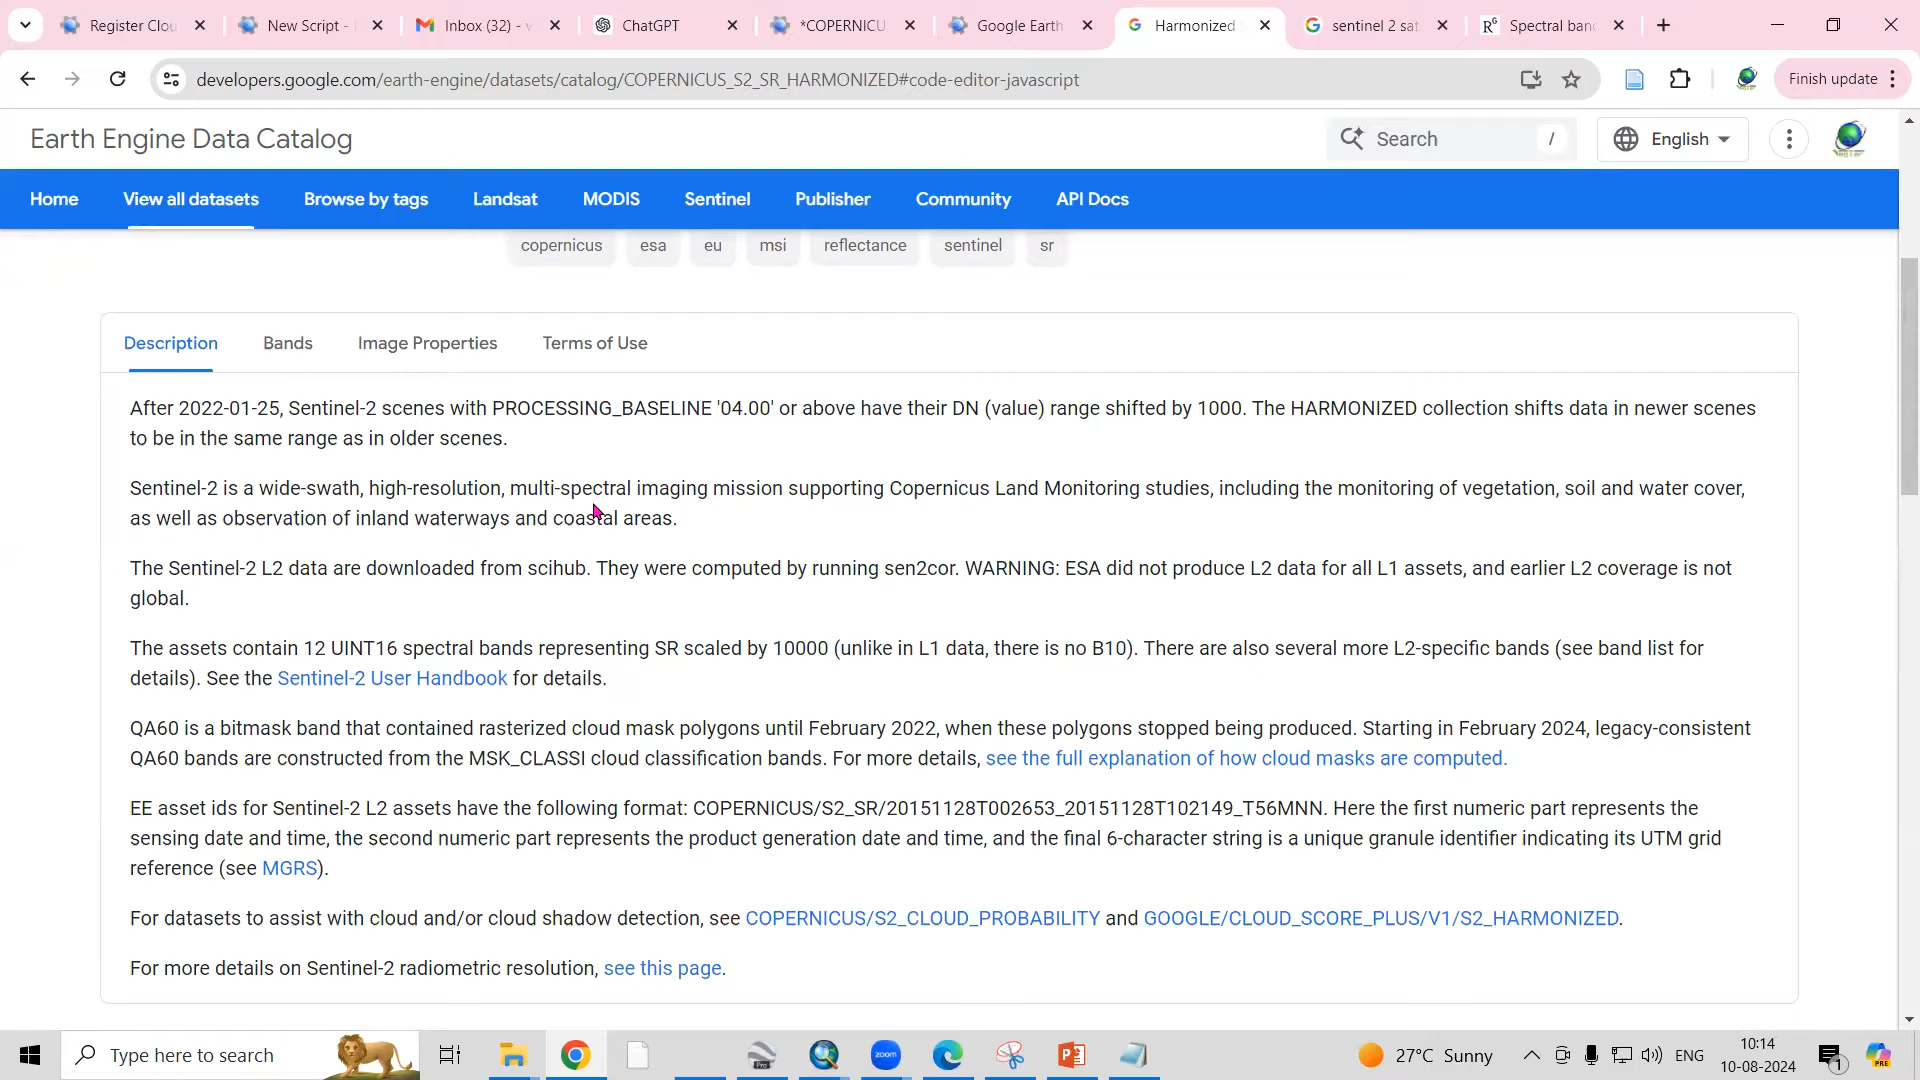 Register Clou
New Script -
Inbox (32) - v
ChatGPT
*COPERNICU
Google Earth
Harmonized
sentinel 2 sat
Spectral ban
developers.google.com/earth-engine/datasets/catalog/COPERNICUS_S2_SR_HARMONIZED#code-editor-javascript
Finish update
Earth Engine Data Catalog
Search /
English
Home View all datasets Browse by tags Landsat MODIS Sentinel Publisher Community API Docs
copernicus esa eu msi reflectance sentinel sr
Description Bands Image Properties Terms of Use
After 2022-01-25, Sentinel-2 scenes with PROCESSING_BASELINE '04.00' or above have their DN (value) range shifted by 1000. The HARMONIZED collection shifts data in newer scenes
to be in the same range as in older scenes.
Sentinel-2 is a wide-swath, high-resolution, multi-spectral imaging mission supporting Copernicus Land Monitoring studies, including the monitoring of vegetation, soil and water cover,
as well as observation of inland waterways and coastal areas.
The Sentinel-2 L2 data are downloaded from scihub. They were computed by running sen2cor. WARNING: ESA did not produce L2 data for all L1 assets, and earlier L2 coverage is not
global.
The assets contain 12 UINT16 spectral bands representing SR scaled by 10000 (unlike in L1 data, there is no B10). There are also several more L2-specific bands (see band list for
details). See the Sentinel-2 User Handbook for details.
QA60 is a bitmask band that contained rasterized cloud mask polygons until February 2022, when these polygons stopped being produced. Starting in February 2024, legacy-consistent
QA60 bands are constructed from the MSK_CLASSI cloud classification bands. For more details, see the full explanation of how cloud masks are computed.
EE asset ids for Sentinel-2 L2 assets have the following format: COPERNICUS/S2_SR/20151128T002653_20151128T102149_T56MNN. Here the first numeric part represents the
sensing date and time, the second numeric part represents the product generation date and time, and the final 6-character string is a unique granule identifier indicating its UTM grid
reference (see MGRS).
For datasets to assist with cloud and/or cloud shadow detection, see COPERNICUS/S2_CLOUD_PROBABILITY and GOOGLE/CLOUD_SCORE_PLUS/V1/S2_HARMONIZED.
For more details on Sentinel-2 radiometric resolution, see this page.
Type here to search
Pro
zoom
27°C Sunny
ENG
10:14
10-08-2024
1
PRE